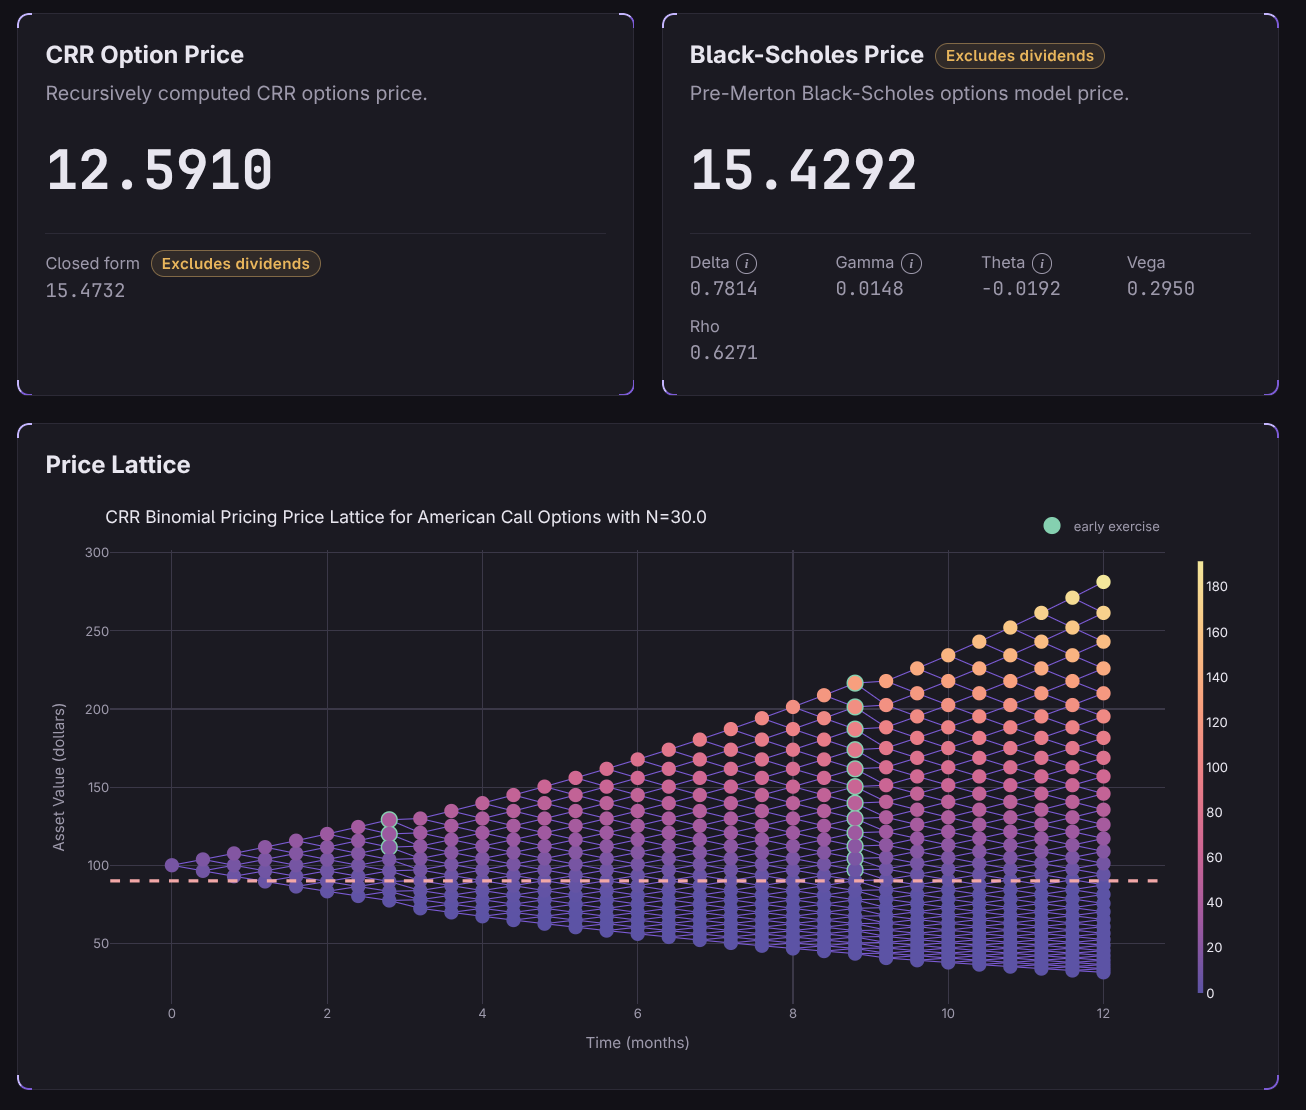 CRR Option Price
Recursively computed CRR options price.
12.5910
Closed form Excludes dividends
15.4732
Black-Scholes Price Excludes dividends
Pre-Merton Black-Scholes options model price.
15.4292
Delta i Gamma i Theta i Vega
0.7814 0.0148 -0.0192 0.2950
Rho
0.6271
Price Lattice
CRR Binomial Pricing Price Lattice for American Call Options with N=30.0
early exercise
Asset Value (dollars)
300
250
200
150
100
50
0 2 4 6 8 10 12
Time (months)
180
160
140
120
100
80
60
40
20
0